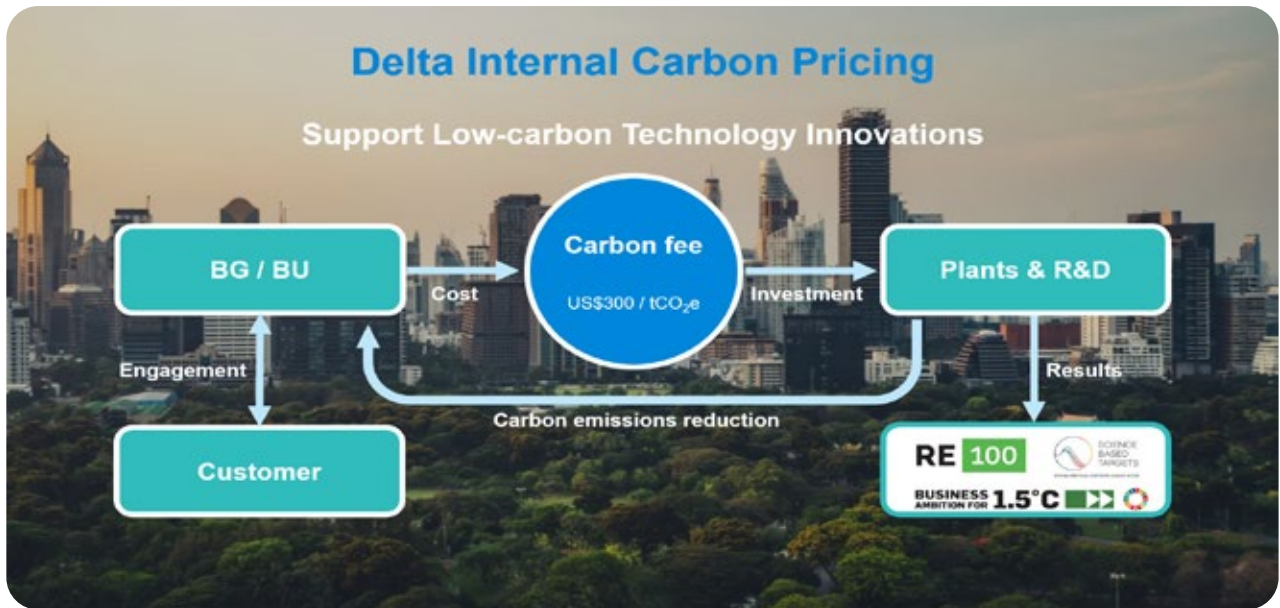 Delta Internal Carbon Pricing
Support Low-carbon Technology Innovations
BG / BU
Cost
Carbon fee
US$300 / tCO₂e
Investment
Plants & R&D
Engagement
Carbon emissions reduction
Results
Customer
RE 100
SCIENCE
BASED
TARGETS
BUSINESS
AMBITION FOR 1.5°C